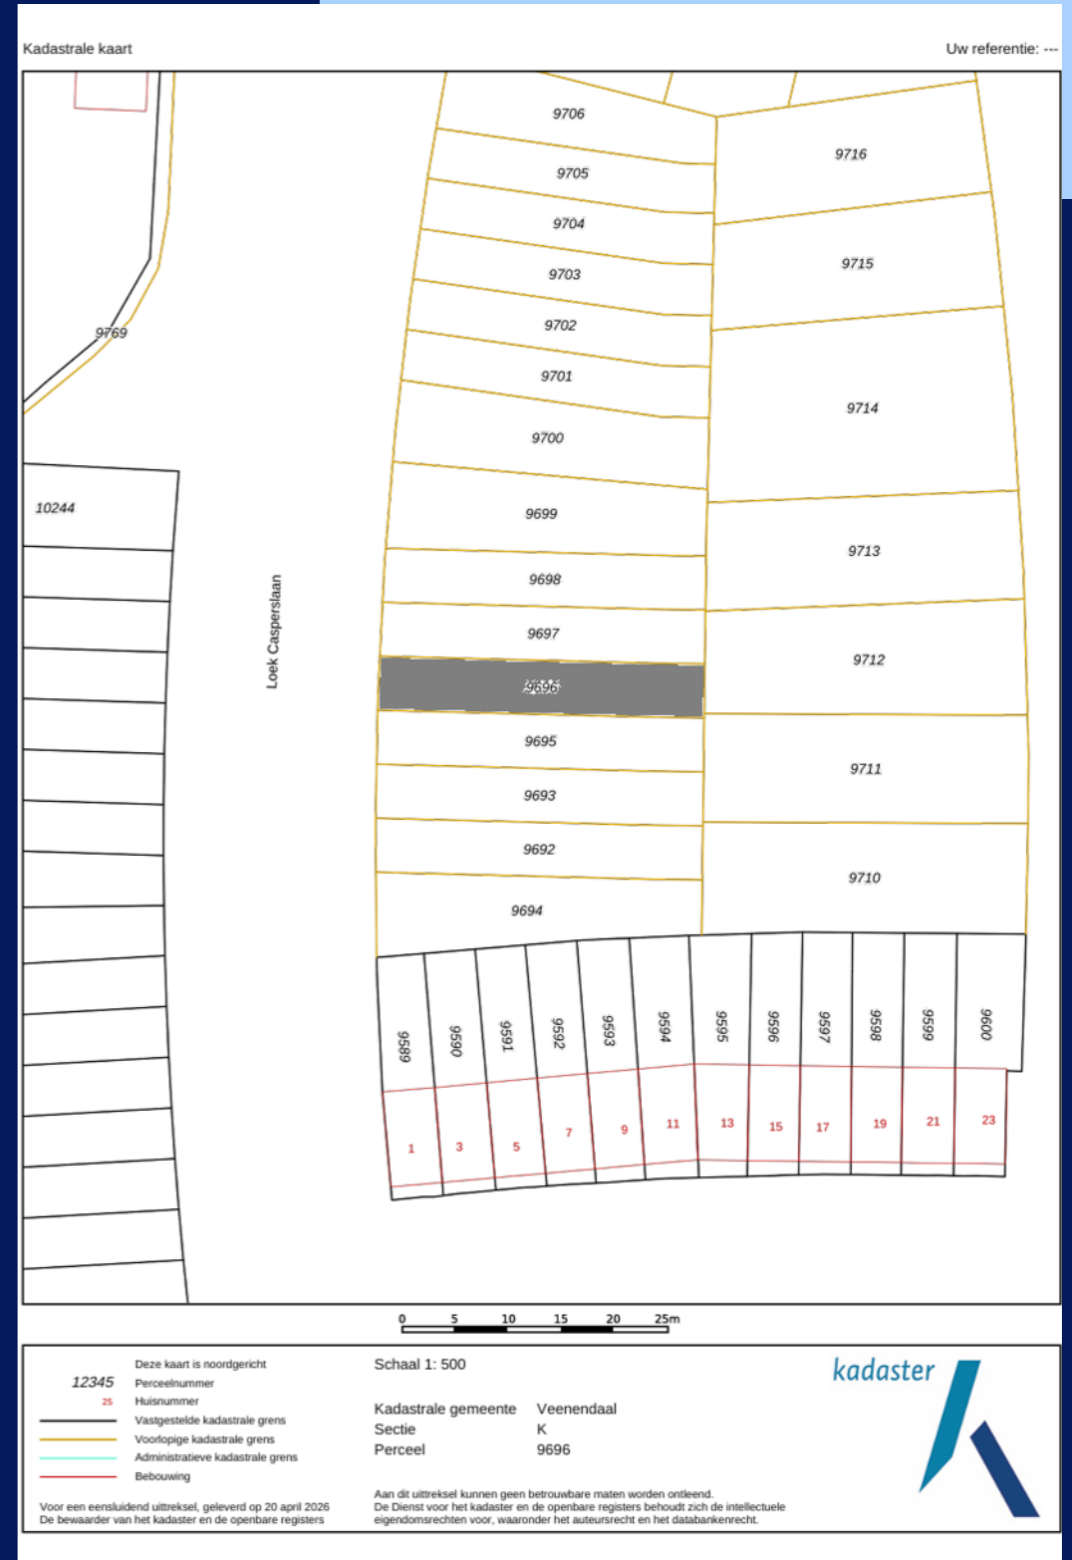 Kadastrale kaart
Uw referentie: ---
9706
9716
9705
9704
9715
9703
9702
9769
9701
9714
9700
10244
9699
9713
9698
Loek Casperslaan
9697
9712
9696
9695
9711
9693
9692
9710
9694
9589
9590
9591
9592
9593
9594
9595
9596
9597
9598
9599
9600
1
3
5
7
9
11
13
15
17
19
21
23
0 5 10 15 20 25m
Deze kaart is noordgericht
12345 Perceelnummer
25 Huisnummer
Vastgestelde kadastrale grens
Voorlopige kadastrale grens
Administratieve kadastrale grens
Bebouwing
Voor een eensluidend uittreksel, geleverd op 20 april 2026
De bewaarder van het kadaster en de openbare registers
Schaal 1: 500
Kadastrale gemeente Veenendaal
Sectie K
Perceel 9696
Aan dit uittreksel kunnen geen betrouwbare maten worden ontleend.
De Dienst voor het kadaster en de openbare registers behoudt zich de intellectuele
eigendomsrechten voor, waaronder het auteursrecht en het databankenrecht.
kadaster